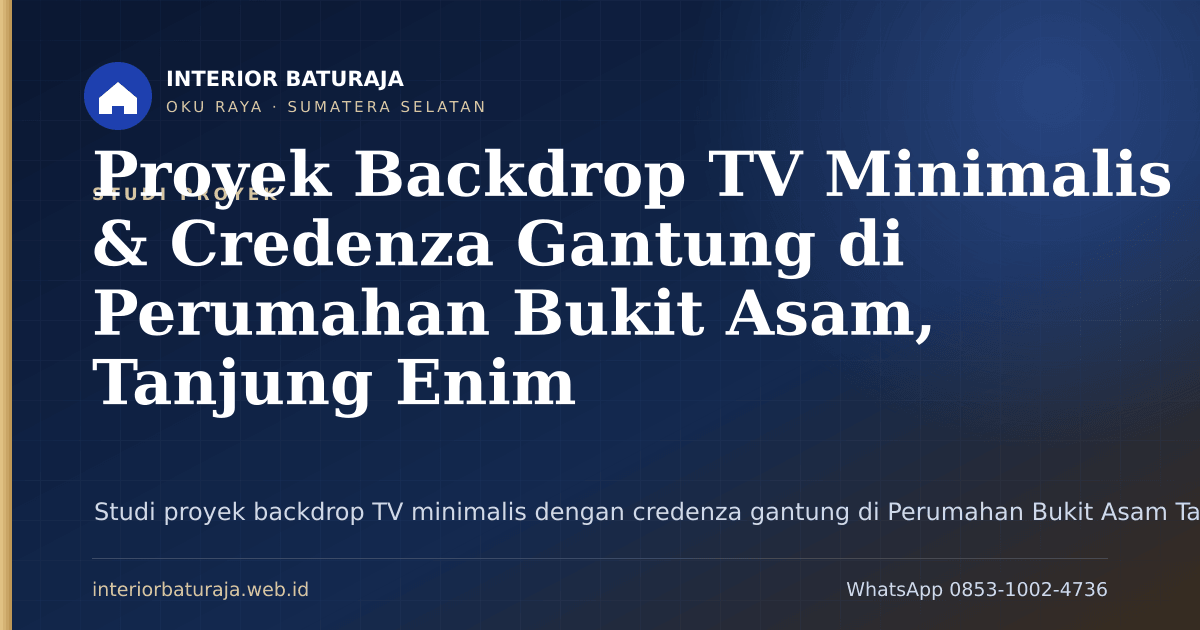 INTERIOR BATURAJA
OKU RAYA · SUMATERA SELATAN
STUDI PROYEK
Proyek Backdrop TV Minimalis
& Credenza Gantung di
Perumahan Bukit Asam,
Tanjung Enim
Studi proyek backdrop TV minimalis dengan credenza gantung di Perumahan Bukit Asam Ta
interiorbaturaja.web.id
WhatsApp 0853-1002-4736